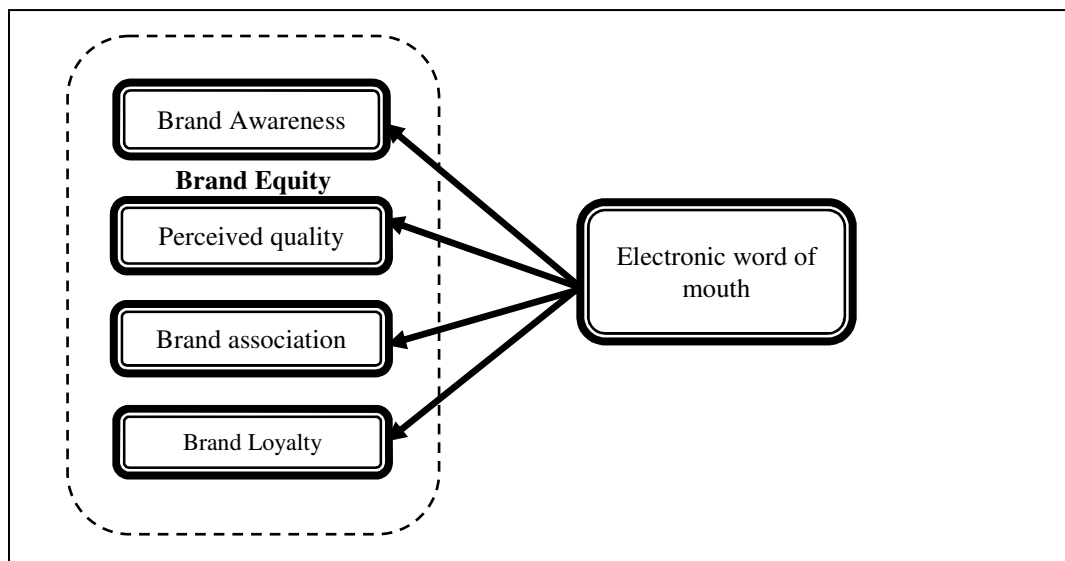 Brand Awareness
Brand Equity
Perceived quality
Brand association
Brand Loyalty
Electronic word of
mouth